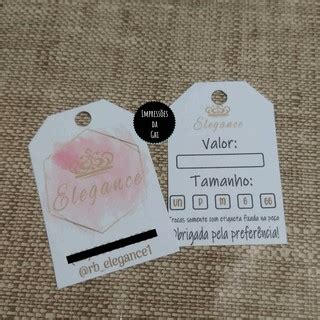 Impressões
da
Gai
Elegance
@rb_elegance1
Elegance
Valor:
Tamanho:
Un P M G GG
Trocas somente com etiqueta fixada na peça
Obrigada pela preferência!